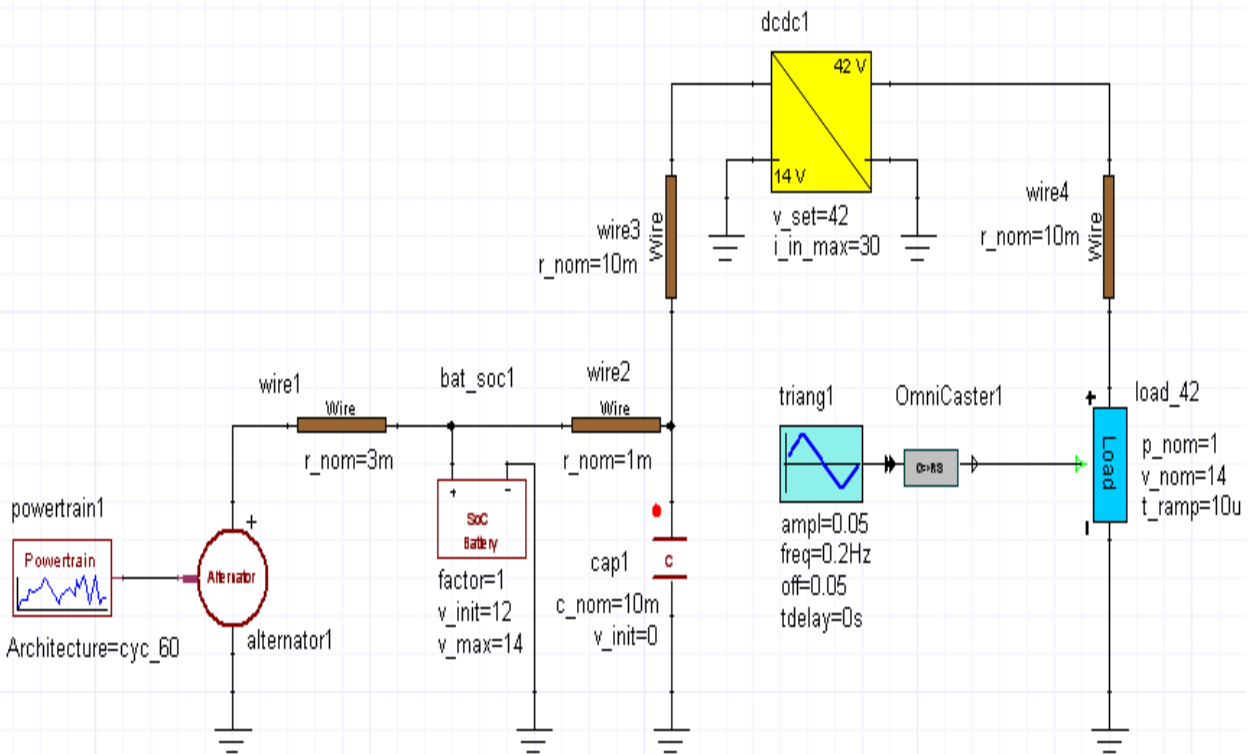 dcdc1
42 V
14 V
v_set=42
i_in_max=30
wire3
r_nom=10m
Wire
wire4
r_nom=10m
Wire
wire1
Wire
r_nom=3m
bat_soc1
wire2
Wire
r_nom=1m
+ -
SoC
Battery
factor=1
v_init=12
v_max=14
cap1
C
c_nom=10m
v_init=0
powertrain1
Powertrain
Architecture=cyc_60
+
Alternator
alternator1
triang1
ampl=0.05
freq=0.2Hz
off=0.05
tdelay=0s
OmniCaster1
load_42
+
Load
-
p_nom=1
v_nom=14
t_ramp=10u